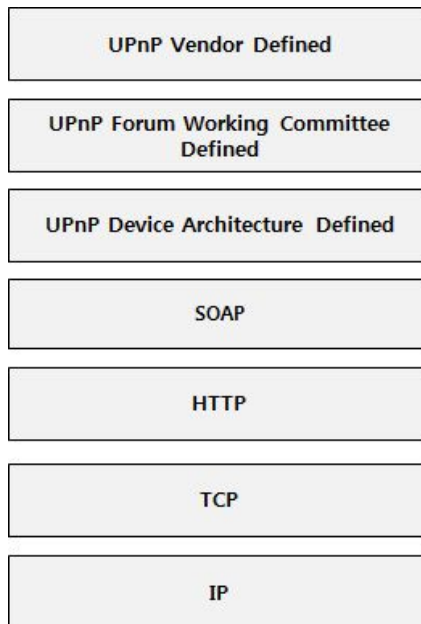 UPnP Vendor Defined
UPnP Forum Working Committee
Defined
UPnP Device Architecture Defined
SOAP
HTTP
TCP
IP